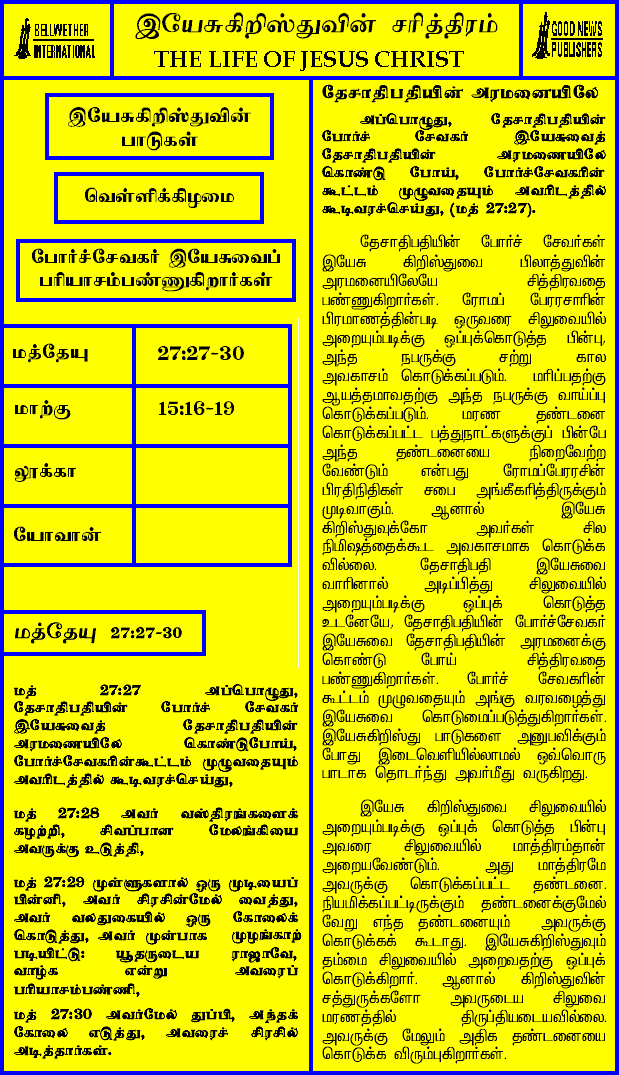 BELLWETHER
INTERNATIONAL
இயேசுகிறிஸ்துவின் சரித்திரம்
THE LIFE OF JESUS CHRIST
GOOD NEWS
PUBLISHERS
இயேசுகிறிஸ்துவின்
பாடுகள்
வெள்ளிக்கிழமை
போர்ச்சேவகர் இயேசுவைப்
பரியாசம்பண்ணுகிறார்கள்
மத்தேயு 27:27-30
மாற்கு 15:16-19
லூக்கா
யோவான்
மத்தேயு 27:27-30
மத் 27:27 அப்பொழுது,
தேசாதிபதியின் போர்ச் சேவகர்
இயேசுவைத் தேசாதிபதியின்
அரமணையிலே கொண்டுபோய்,
போர்ச்சேவகரின்கூட்டம் முழுவதையும்
அவரிடத்தில் கூடிவரச்செய்து,
மத் 27:28 அவர் வஸ்திரங்களைக்
கழற்றி, சிவப்பான மேலங்கியை
அவருக்கு உடுத்தி,
மத் 27:29 முள்ளுகளால் ஒரு முடியைப்
பின்னி, அவர் சிரசின்மேல் வைத்து,
அவர் வலதுகையில் ஒரு கோலைக்
கொடுத்து, அவர் முன்பாக முழங்காற்
படியிட்டு: யூதருடைய ராஜாவே,
வாழ்க என்று அவரைப்
பரியாசம்பண்ணி,
மத் 27:30 அவர்மேல் துப்பி, அந்தக்
கோலை எடுத்து, அவரைச் சிரசில்
அடித்தார்கள்.
தேசாதிபதியின் அரமனையிலே
அப்பொழுது, தேசாதிபதியின்
போர்ச் சேவகர் இயேசுவைத்
தேசாதிபதியின் அரமணையிலே
கொண்டு போய், போர்ச்சேவகரின்
கூட்டம் முழுவதையும் அவரிடத்தில்
கூடிவரச்செய்து, (மத் 27:27).
தேசாதிபதியின் போர்ச் சேவர்கள்
இயேசு கிறிஸ்துவை பிலாத்துவின்
அரமனையிலேயே சித்திரவதை
பண்ணுகிறார்கள். ரோமப் பேரரசாரின்
பிரமாணத்தின்படி ஒருவரை சிலுவையில்
அறையும்படிக்கு ஒப்புக்கொடுத்த பின்பு,
அந்த நபருக்கு சற்று கால
அவகாசம் கொடுக்கப்படும். மரிப்பதற்கு
ஆயத்தமாவதற்கு அந்த நபருக்கு வாய்ப்பு
கொடுக்கப்படும். மரண தண்டனை
கொடுக்கப்பட்ட பத்துநாட்களுக்குப் பின்பே
அந்த தண்டனையை நிறைவேற்ற
வேண்டும் என்பது ரோமப்பேரரசின்
பிரதிநிதிகள் சபை அங்கீகரித்திருக்கும்
முடிவாகும். ஆனால் இயேசு
கிறிஸ்துவுக்கோ அவர்கள் சில
நிமிஷத்தைக்கூட அவகாசமாக கொடுக்க
வில்லை. தேசாதிபதி இயேசுவை
வாரினால் அடிப்பித்து சிலுவையில்
அறையும்படிக்கு ஒப்புக் கொடுத்த
உடனேயே, தேசாதிபதியின் போர்ச்சேவகர்
இயேசுவை தேசாதிபதியின் அரமனைக்கு
கொண்டு போய் சித்திரவதை
பண்ணுகிறார்கள். போர்ச் சேவகரின்
கூட்டம் முழுவதையும் அங்கு வரவழைத்து
இயேசுவை கொடுமைப்படுத்துகிறார்கள்.
இயேசுகிறிஸ்து பாடுகளை அனுபவிக்கும்
போது இடைவெளியில்லாமல் ஒவ்வொரு
பாடாக தொடர்ந்து அவர்மீது வருகிறது.
இயேசு கிறிஸ்துவை சிலுவையில்
அறையும்படிக்கு ஒப்புக் கொடுத்த பின்பு
அவரை சிலுவையில் மாத்திரம்தான்
அறையவேண்டும். அது மாத்திரமே
அவருக்கு கொடுக்கப்பட்ட தண்டனை.
நியமிக்கப்பட்டிருக்கும் தண்டனைக்குமேல்
வேறு எந்த தண்டனையும் அவருக்கு
கொடுக்கக் கூடாது. இயேசுகிறிஸ்துவும்
தம்மை சிலுவையில் அறைவதற்கு ஒப்புக்
கொடுக்கிறார். ஆனால் கிறிஸ்துவின்
சத்துருக்களோ அவருடைய சிலுவை
மரணத்தில் திருப்தியடையவில்லை.
அவருக்கு மேலும் அதிக தண்டனையை
கொடுக்க விரும்புகிறார்கள்.